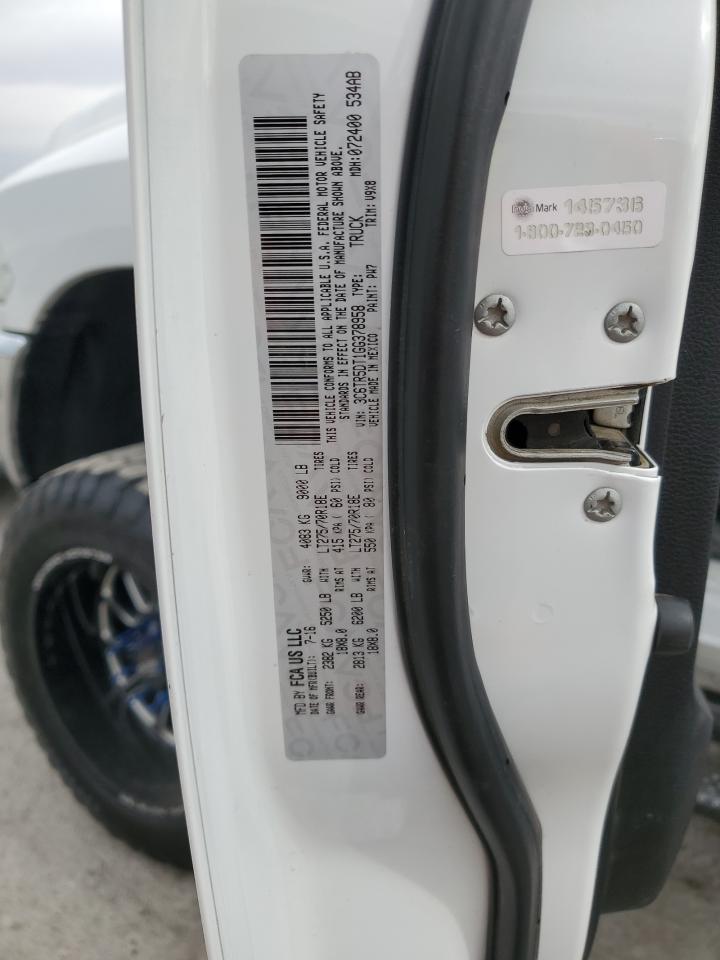 MFD BY FCA US LLC
DATE OF MFR(BUILT): 7-16 GVWR: 4083 KG 9000 LB
GAWR FRONT: 2382 KG 5250 LB WITH LT275/70R18E TIRES
18X8.0 RIMS AT 415 KPA ( 60 PSI) COLD
GAWR REAR: 2813 KG 6200 LB WITH LT275/70R18E TIRES
18X8.0 RIMS AT 550 KPA ( 80 PSI) COLD
THIS VEHICLE CONFORMS TO ALL APPLICABLE U.S.A. FEDERAL MOTOR VEHICLE SAFETY
STANDARDS IN EFFECT ON THE DATE OF MANUFACTURE SHOWN ABOVE.
VIN: 3C6TR5DT1GG378958 TYPE: TRUCK MDH:072400 534AB
VEHICLE MADE IN MEXICO PAINT: PW7 TRIM: V9X8
Mark 145736
1-800-793-0450